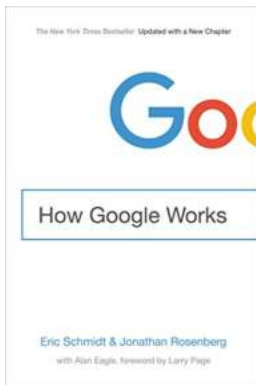 The New York Times Bestseller Updated with a New Chapter
Goo
How Google Works
Eric Schmidt & Jonathan Rosenberg
with Alan Eagle, foreword by Larry Page